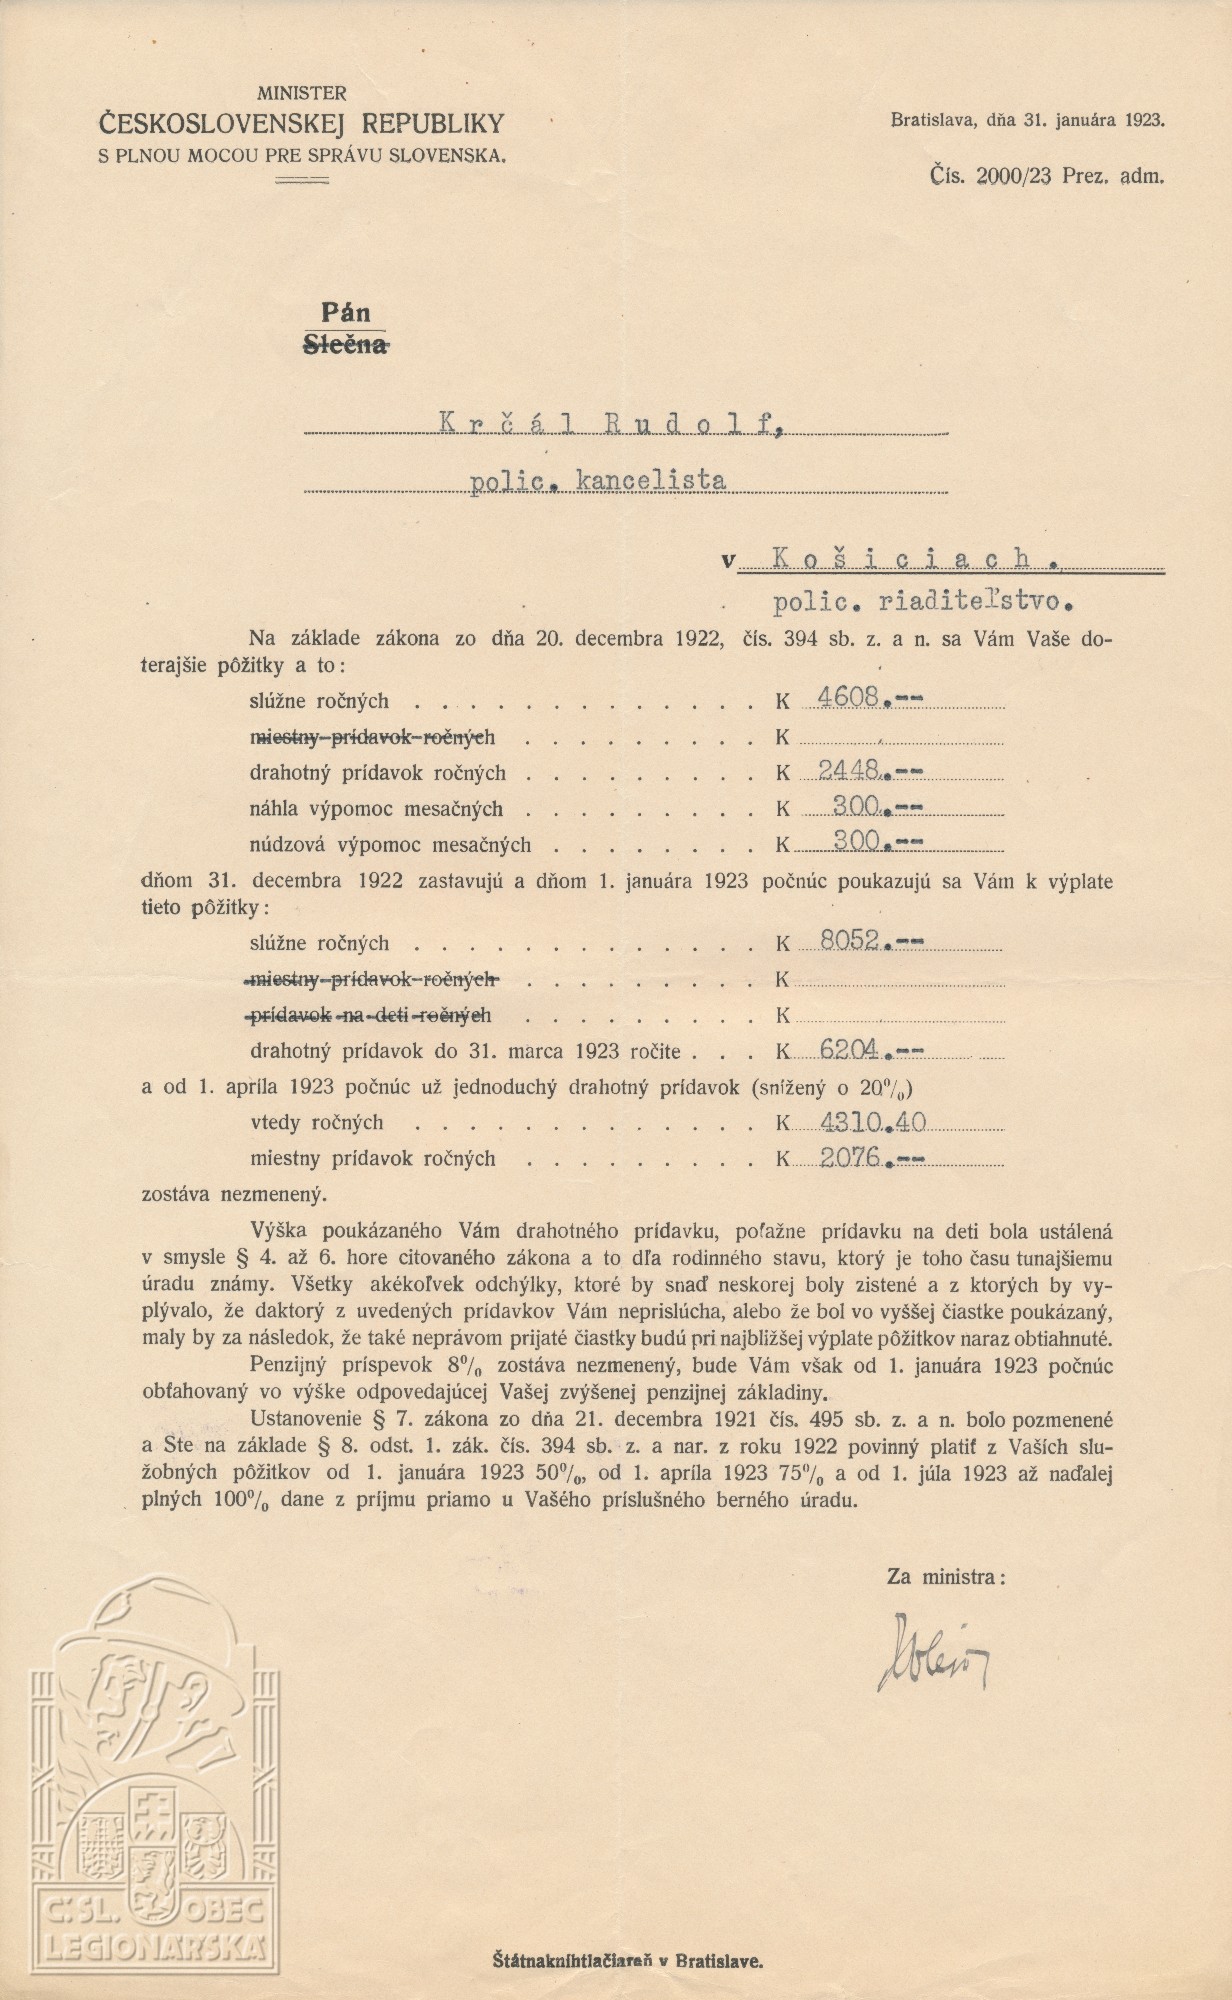 MINISTER
ČESKOSLOVENSKEJ REPUBLIKY
S PLNOU MOCOU PRE SPRÁVU SLOVENSKA.
Bratislava, dňa 31. januára 1923.
Čís. 2000/23 Prez. adm.
Pán
Slečna
Krčál Rudolf,
polic. kancelista
v Košiciach.
polic. riaditeľstvo.
Na základe zákona zo dňa 20. decembra 1922, čís. 394 sb. z. a n. sa Vám Vaše do-
terajšie pôžitky a to:
slúžne ročných . . . . . . . . . . . . . K 4608.--
miestny prídavok ročných . . . . . . . . . K
drahotný prídavok ročných . . . . . . . . . K 2448.--
náhla výpomoc mesačných . . . . . . . . . K 300.--
núdzová výpomoc mesačných . . . . . . . . K 300.--
dňom 31. decembra 1922 zastavujú a dňom 1. januára 1923 počnúc poukazujú sa Vám k výplate
tieto pôžitky:
slúžne ročných . . . . . . . . . . . . . K 8052.--
miestny prídavok ročných . . . . . . . . . K
prídavok na deti ročných . . . . . . . . . K
drahotný prídavok do 31. marca 1923 ročite . . . K 6204.--
a od 1. apríla 1923 počnúc už jednoduchý drahotný prídavok (snížený o 20%)
vtedy ročných . . . . . . . . . . . . . K 4310.40
miestny prídavok ročných . . . . . . . . . K 2076.--
zostáva nezmenený.
Výška poukázaného Vám drahotného prídavku, poťažne prídavku na deti bola ustálená
v smysle § 4. až 6. hore citovaného zákona a to dľa rodinného stavu, ktorý je toho času tunajšiemu
úradu známy. Všetky akékoľvek odchýlky, ktoré by snaď neskorej boly zistené a z ktorých by vy-
plývalo, že daktorý z uvedených prídavkov Vám neprislúcha, alebo že bol vo vyššej čiastke poukázaný,
maly by za následok, že také neprávom prijaté čiastky budú pri najbližšej výplate pôžitkov naraz obtiahnuté.
Penzijný príspevok 8% zostáva nezmenený, bude Vám však od 1. januára 1923 počnúc
obťahovaný vo výške odpovedajúcej Vašej zvýšenej penzijnej základiny.
Ustanovenie § 7. zákona zo dňa 21. decembra 1921 čís. 495 sb. z. a n. bolo pozmenené
a Ste na základe § 8. odst. 1. zák. čís. 394 sb. z. a nar. z roku 1922 povinný platiť z Vaších slu-
žobných pôžitkov od 1. januára 1923 50%, od 1. apríla 1923 75% a od 1. júla 1923 až naďalej
plných 100% dane z príjmu priamo u Vašého príslušného berného úradu.
Za ministra:
Č. SL. OBEC
LEGIONÁŘSKÁ
Štátnakníhtlačiareň v Bratislave.